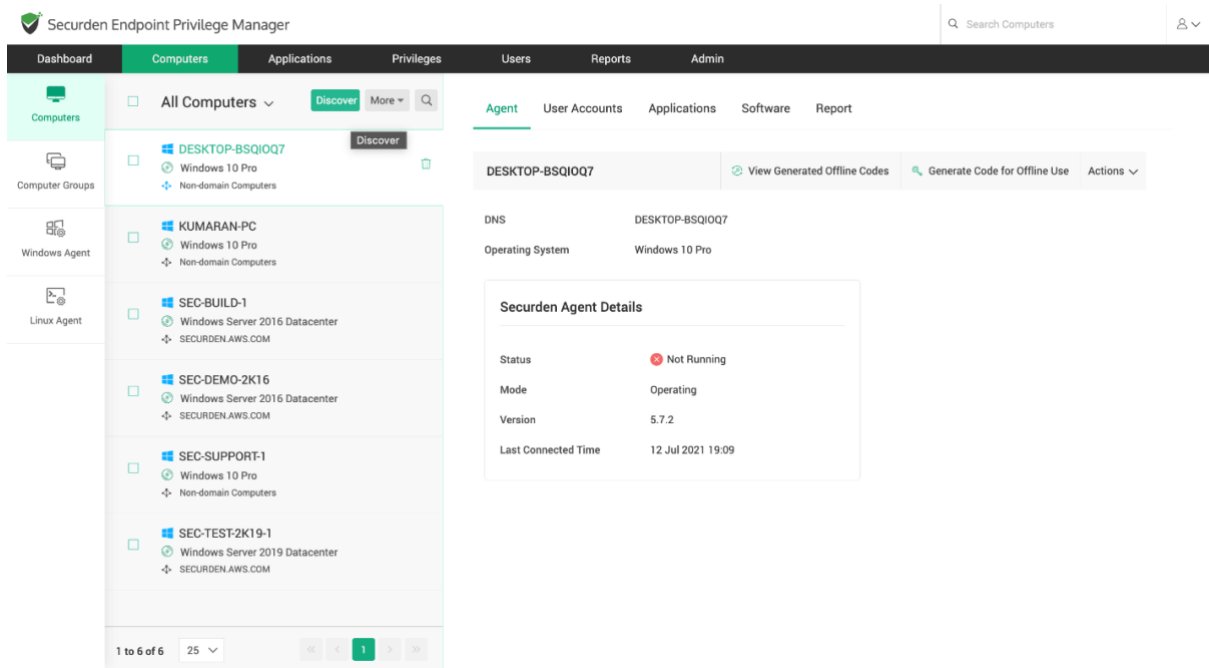 Securden Endpoint Privilege Manager
Search Computers
Dashboard Computers Applications Privileges Users Reports Admin
Computers
Computer Groups
Windows Agent
Linux Agent
All Computers Discover More
Discover
DESKTOP-BSQIOQ7
Windows 10 Pro
Non-domain Computers
KUMARAN-PC
Windows 10 Pro
Non-domain Computers
SEC-BUILD-1
Windows Server 2016 Datacenter
SECURDEN.AWS.COM
SEC-DEMO-2K16
Windows Server 2016 Datacenter
SECURDEN.AWS.COM
SEC-SUPPORT-1
Windows 10 Pro
Non-domain Computers
SEC-TEST-2K19-1
Windows Server 2019 Datacenter
SECURDEN.AWS.COM
1 to 6 of 6 25 « ‹ 1 › »
Agent User Accounts Applications Software Report
DESKTOP-BSQIOQ7 View Generated Offline Codes Generate Code for Offline Use Actions
DNS DESKTOP-BSQIOQ7
Operating System Windows 10 Pro
Securden Agent Details
Status Not Running
Mode Operating
Version 5.7.2
Last Connected Time 12 Jul 2021 19:09